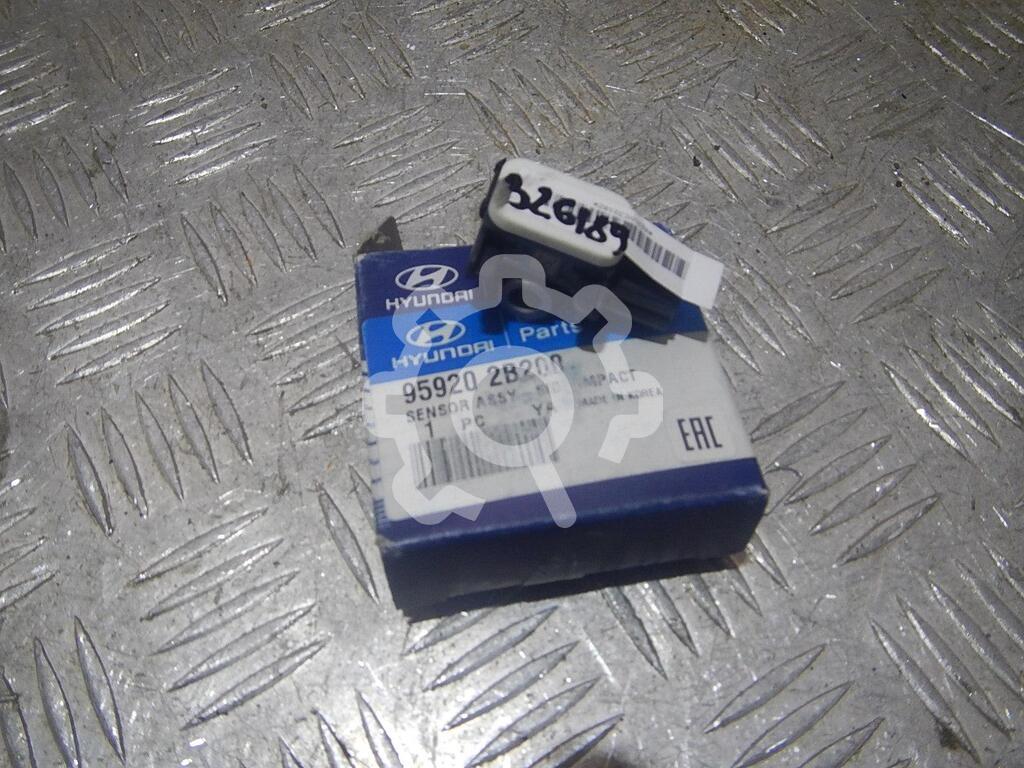 326189
HYUNDAI
HYUNDAI Parts
95920 2B200
SENSOR ASSY IMPACT
1 PC MADE IN KOREA
EAC